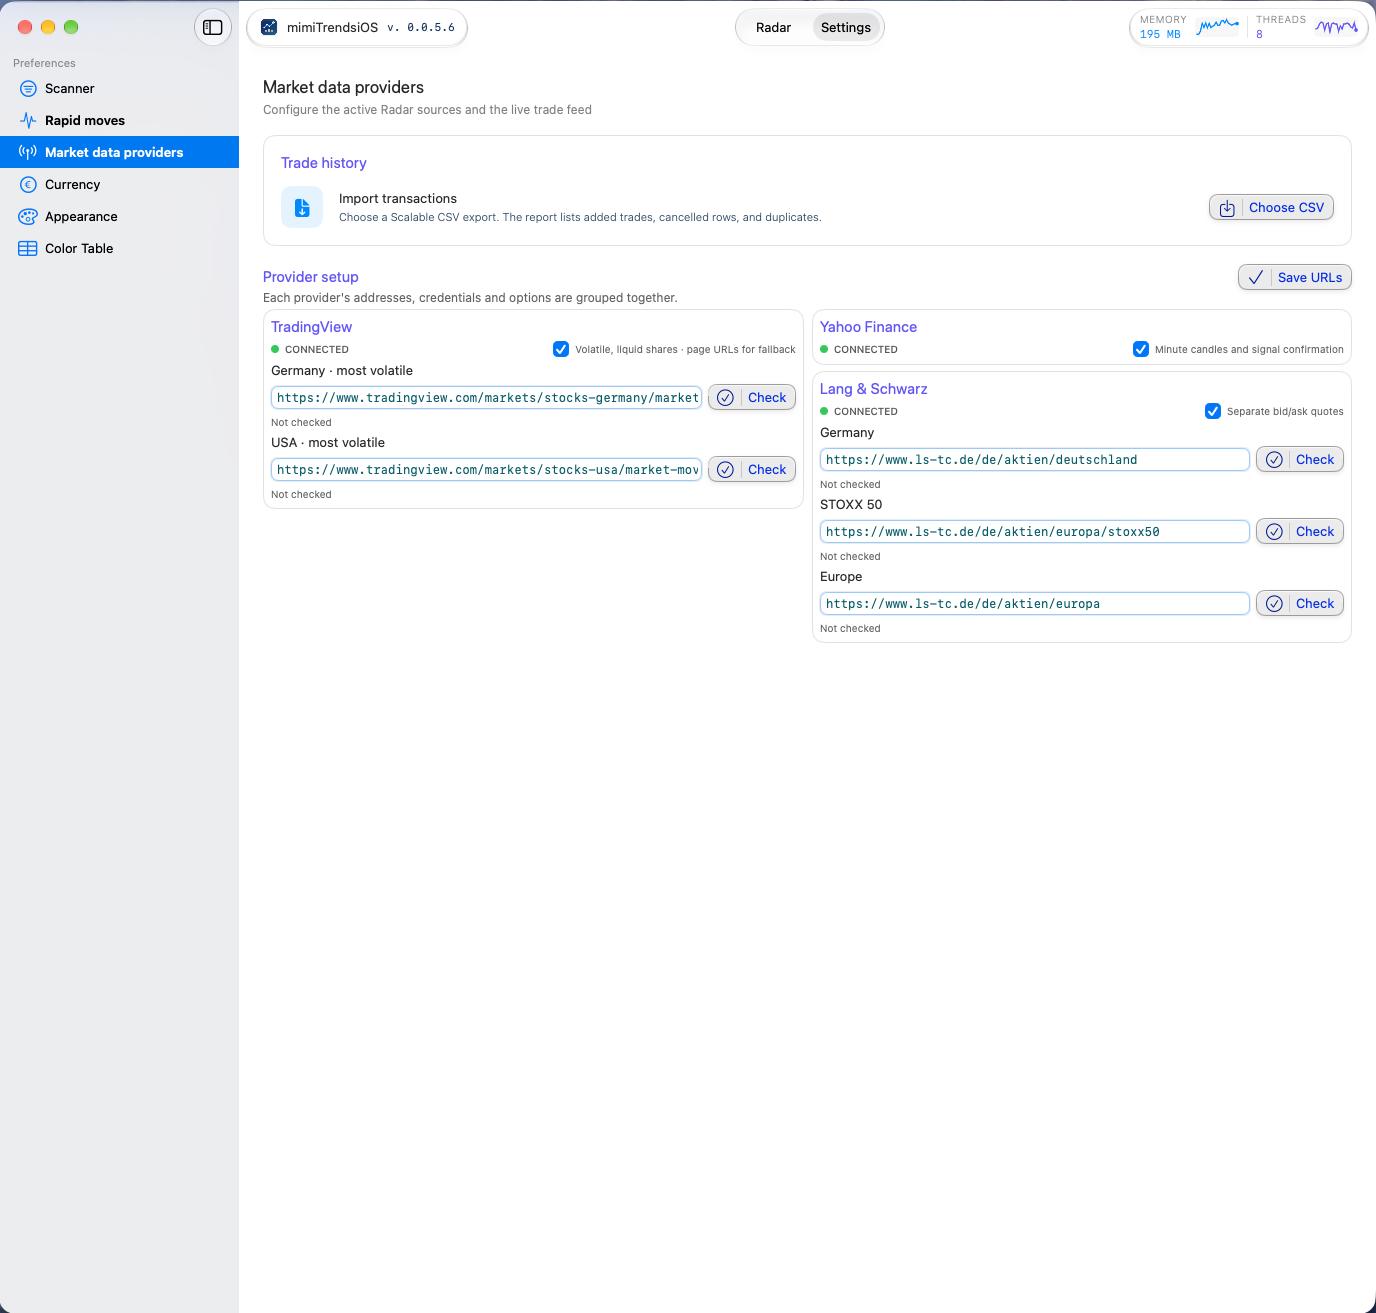 mimiTrendsiOS v. 0.0.5.6
Radar
Settings
MEMORY
195 MB
THREADS
8
Preferences
Scanner
Rapid moves
Market data providers
Currency
Appearance
Color Table
Market data providers
Configure the active Radar sources and the live trade feed
Trade history
Import transactions
Choose a Scalable CSV export. The report lists added trades, cancelled rows, and duplicates.
Choose CSV
Provider setup
Each provider's addresses, credentials and options are grouped together.
Save URLs
TradingView
CONNECTED
Volatile, liquid shares · page URLs for fallback
Germany · most volatile
https://www.tradingview.com/markets/stocks-germany/market
Check
Not checked
USA · most volatile
https://www.tradingview.com/markets/stocks-usa/market-mov
Check
Not checked
Yahoo Finance
CONNECTED
Minute candles and signal confirmation
Lang & Schwarz
CONNECTED
Separate bid/ask quotes
Germany
https://www.ls-tc.de/de/aktien/deutschland
Check
Not checked
STOXX 50
https://www.ls-tc.de/de/aktien/europa/stoxx50
Check
Not checked
Europe
https://www.ls-tc.de/de/aktien/europa
Check
Not checked